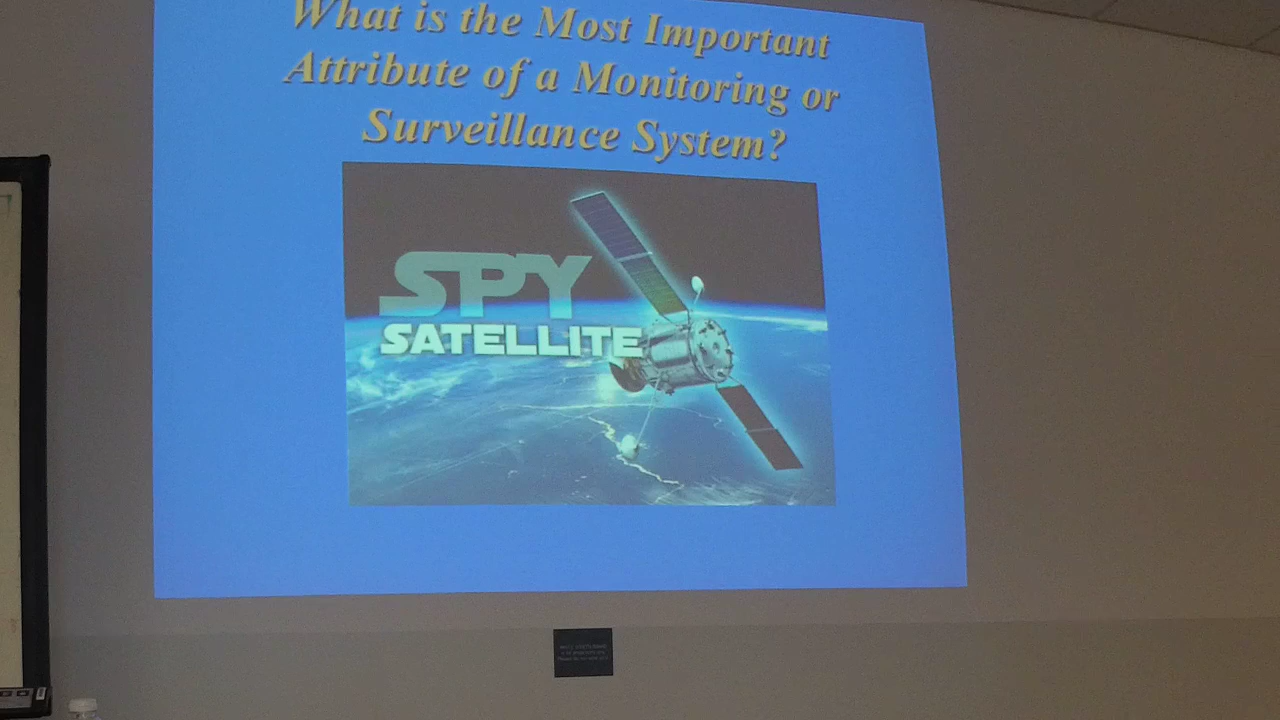 What is the Most Important
Attribute of a Monitoring or
Surveillance System?
SPY
SATELLITE